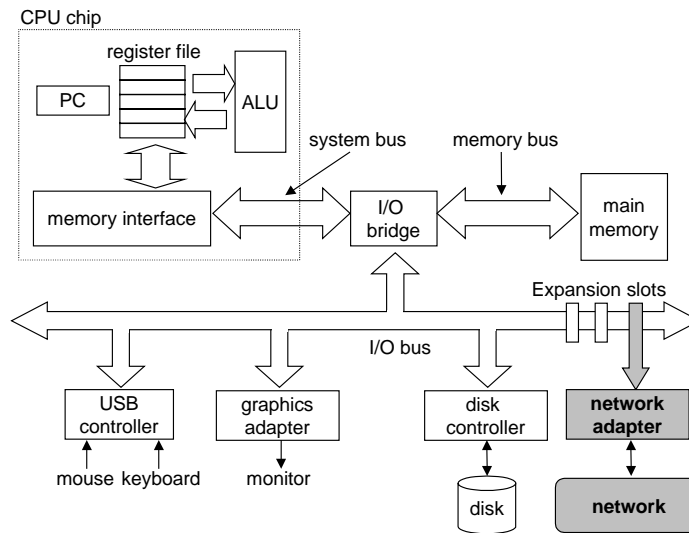 CPU chip
register file
PC
ALU
system bus
memory bus
memory interface
I/O
bridge
main
memory
Expansion slots
I/O bus
USB
controller
graphics
adapter
disk
controller
network
adapter
mouse
keyboard
monitor
disk
network